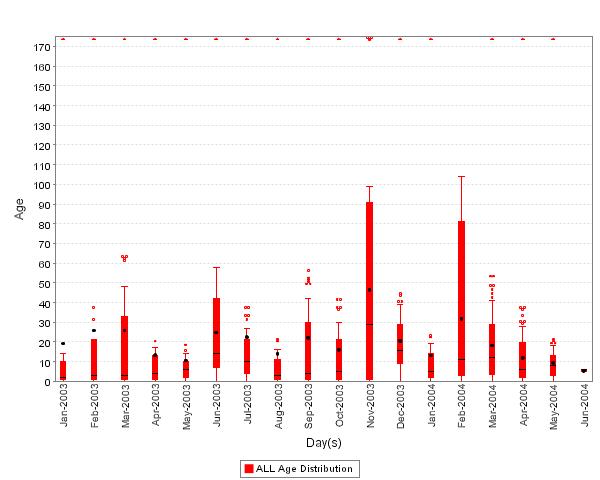 170
160
150
140
130
120
110
100
90
80
70
60
50
40
30
20
10
0
Age
Jan-2003
Feb-2003
Mar-2003
Apr-2003
May-2003
Jun-2003
Jul-2003
Aug-2003
Sep-2003
Oct-2003
Nov-2003
Dec-2003
Jan-2004
Feb-2004
Mar-2004
Apr-2004
May-2004
Jun-2004
Day(s)
ALL Age Distribution